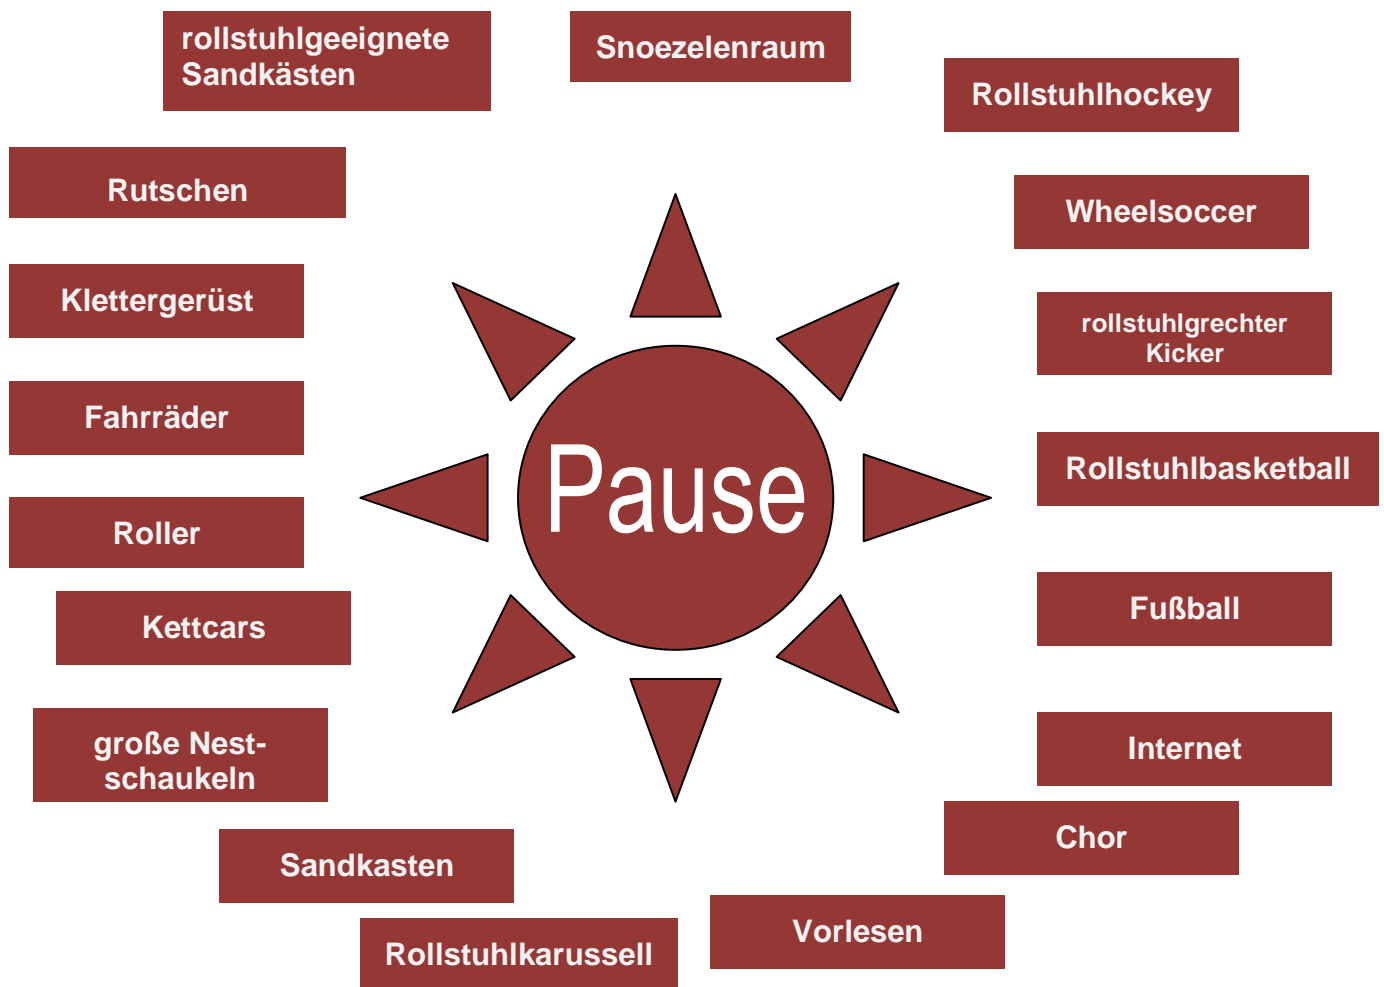 rollstuhlgeeignete
Sandkästen
Snoezelenraum
Rollstuhlhockey
Rutschen
Wheelsoccer
Klettergerüst
rollstuhlgrechter
Kicker
Fahrräder
Pause
Rollstuhlbasketball
Roller
Kettcars
Fußball
große Nest-
schaukeln
Internet
Chor
Sandkasten
Vorlesen
Rollstuhlkarussell